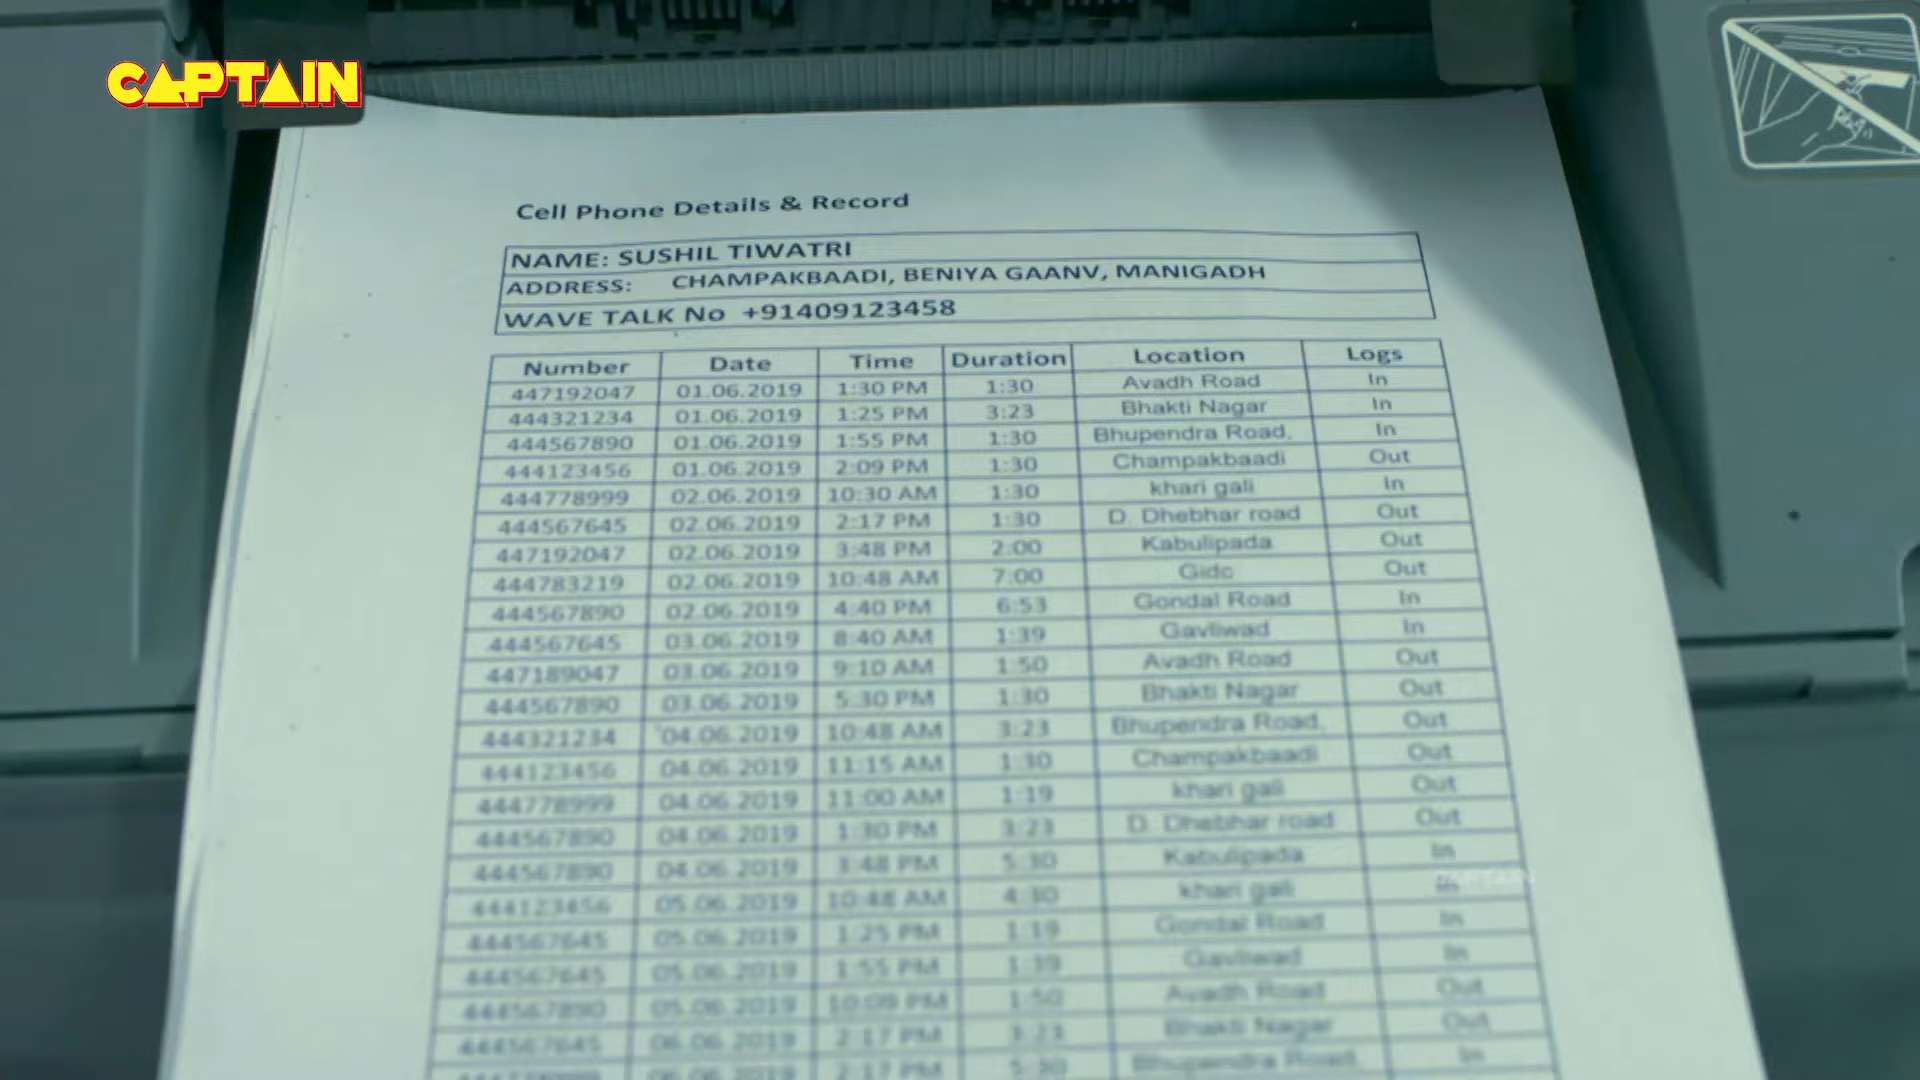 CAPTAIN
Cell Phone Details & Record
NAME: SUSHIL TIWATRI
ADDRESS: CHAMPAKBAADI, BENIYA GAANV, MANIGADH
WAVE TALK No +91409123458
Number Date Time Duration Location Logs
447192047 01.06.2019 1:30 PM 1:30 Avadh Road In
444321234 01.06.2019 1:25 PM 3:23 Bhakti Nagar In
444567890 01.06.2019 1:55 PM 1:30 Bhupendra Road. In
444123456 01.06.2019 2:09 PM 1:30 Champakbaadi Out
444778999 02.06.2019 10:30 AM 1:30 khari gali In
444567645 02.06.2019 2:17 PM 1:30 D. Dhebhar road Out
447192047 02.06.2019 3:48 PM 2:00 Kabulipada Out
444783219 02.06.2019 10:48 AM 7:00 Gidc Out
444567890 02.06.2019 4:40 PM 6:53 Gondal Road In
444567645 03.06.2019 8:40 AM 1:39 Gavliwad In
447189047 03.06.2019 9:10 AM 1:50 Avadh Road Out
444567890 03.06.2019 5:30 PM 1:30 Bhakti Nagar Out
444321234 04.06.2019 10:48 AM 3:23 Bhupendra Road. Out
444123456 04.06.2019 11:15 AM 1:30 Champakbaadi Out
444778999 04.06.2019 11:00 AM 1:19 khari gali Out
444567890 04.06.2019 1:30 PM 3:23 D. Dhebhar road Out
444567890 04.06.2019 3:48 PM 5:30 Kabulipada In
444123456 05.06.2019 10:48 AM 4:30 khari gali In
444567645 05.06.2019 1:25 PM 1:19 Gondal Road In
444567645 05.06.2019 1:55 PM 1:39 Gavliwad In
444567890 05.06.2019 10:09 PM 1:50 Avadh Road Out
444567645 06.06.2019 2:17 PM 3:23 Bhakti Nagar Out
06.06.2019 2:17 PM 5:30 Bhupendra Road. In